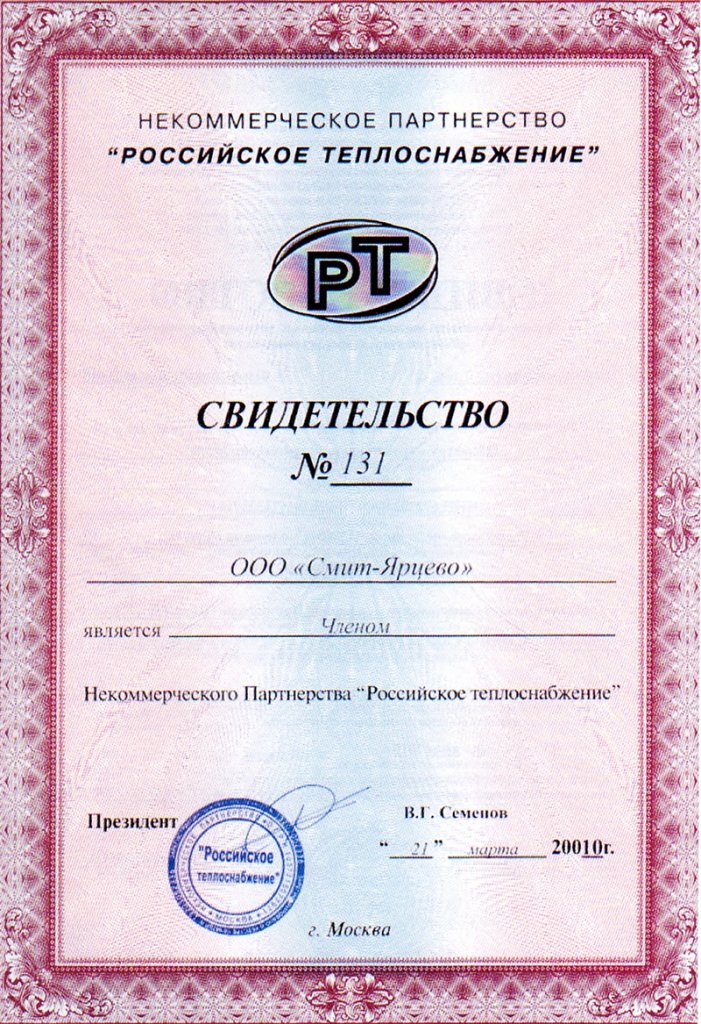 НЕКОММЕРЧЕСКОЕ ПАРТНЕРСТВО
“РОССИЙСКОЕ ТЕПЛОСНАБЖЕНИЕ”
РТ
СВИДЕТЕЛЬСТВО
№ 131
ООО «Смит-Ярцево»
является Членом
Некоммерческого Партнерства “Российское теплоснабжение”
Президент
В.Г. Семенов
“ 21 ” марта 20010г.
"Российское
теплоснабжение"
МОСКВА
г. Москва